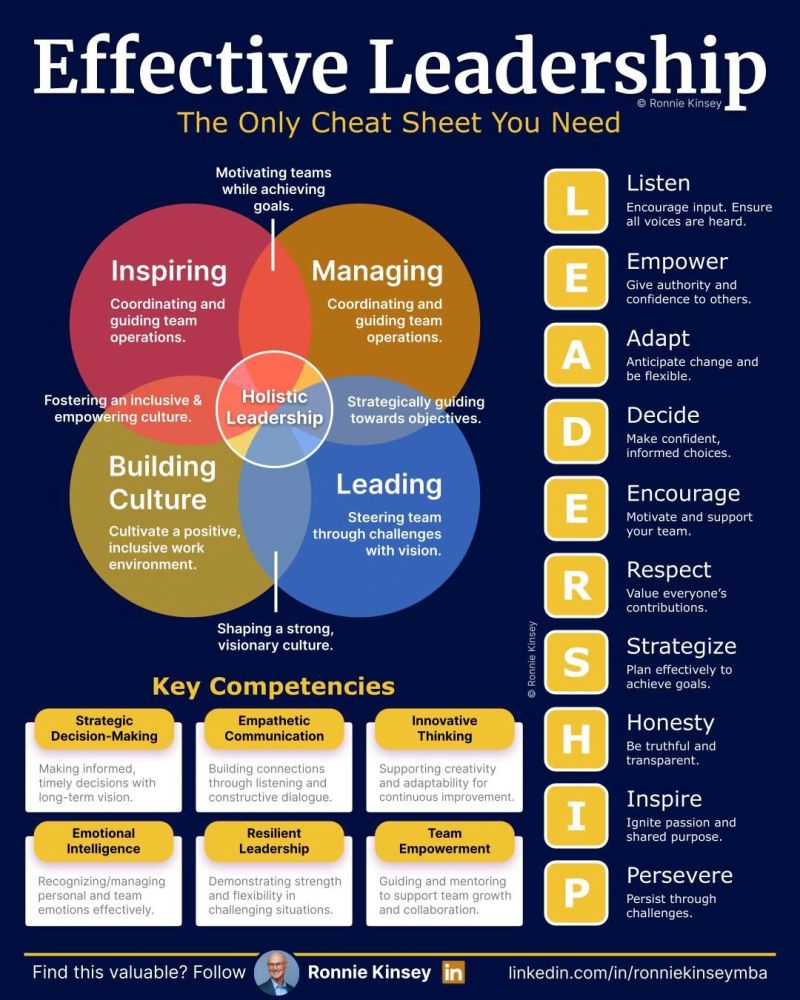 Effective Leadership
© Ronnie Kinsey
The Only Cheat Sheet You Need
Motivating teams
while achieving
goals.
Inspiring
Coordinating and
guiding team
operations.
Managing
Coordinating and
guiding team
operations.
Fostering an inclusive &
empowering culture.
Holistic
Leadership
Strategically guiding
towards objectives.
Building
Culture
Cultivate a positive,
inclusive work
environment.
Leading
Steering team
through challenges
with vision.
Shaping a strong,
visionary culture.
L
Listen
Encourage input. Ensure
all voices are heard.
E
Empower
Give authority and
confidence to others.
A
Adapt
Anticipate change and
be flexible.
D
Decide
Make confident,
informed choices.
E
Encourage
Motivate and support
your team.
R
Respect
Value everyone’s
contributions.
S
Strategize
Plan effectively to
achieve goals.
H
Honesty
Be truthful and
transparent.
I
Inspire
Ignite passion and
shared purpose.
P
Persevere
Persist through
challenges.
© Ronnie Kinsey
Key Competencies
Strategic
Decision-Making
Making informed,
timely decisions with
long-term vision.
Empathetic
Communication
Building connections
through listening and
constructive dialogue.
Innovative
Thinking
Supporting creativity
and adaptability for
continuous improvement.
Emotional
Intelligence
Recognizing/managing
personal and team
emotions effectively.
Resilient
Leadership
Demonstrating strength
and flexibility in
challenging situations.
Team
Empowerment
Guiding and mentoring
to support team growth
and collaboration.
Find this valuable? Follow Ronnie Kinsey in linkedin.com/in/ronniekinseymba